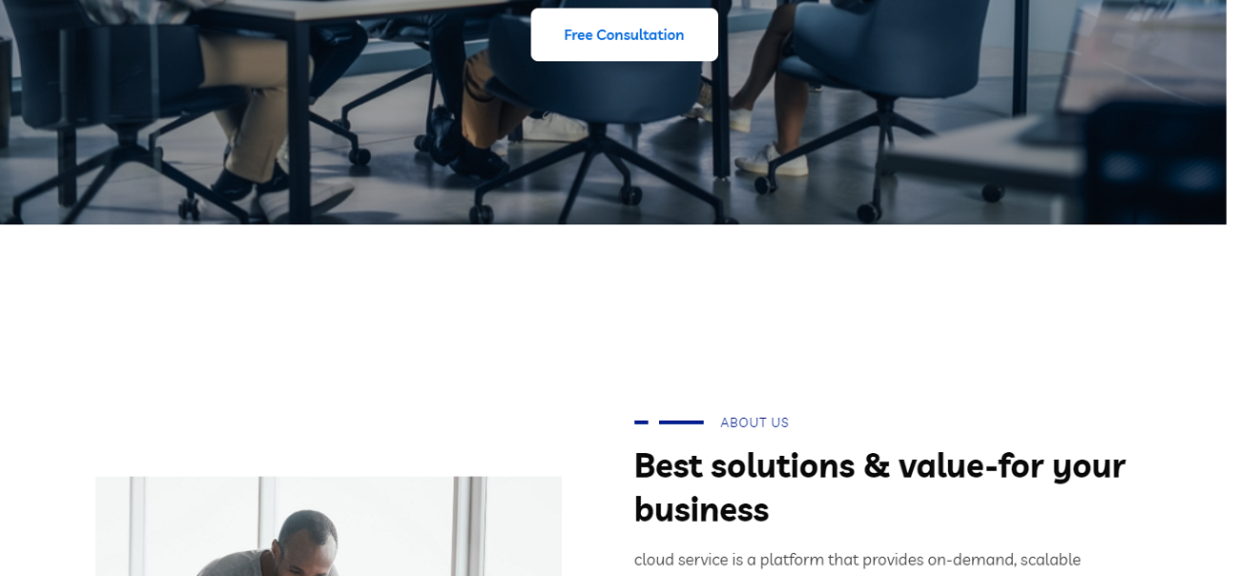 Free Consultation
ABOUT US
Best solutions & value-for your
business
cloud service is a platform that provides on-demand, scalable